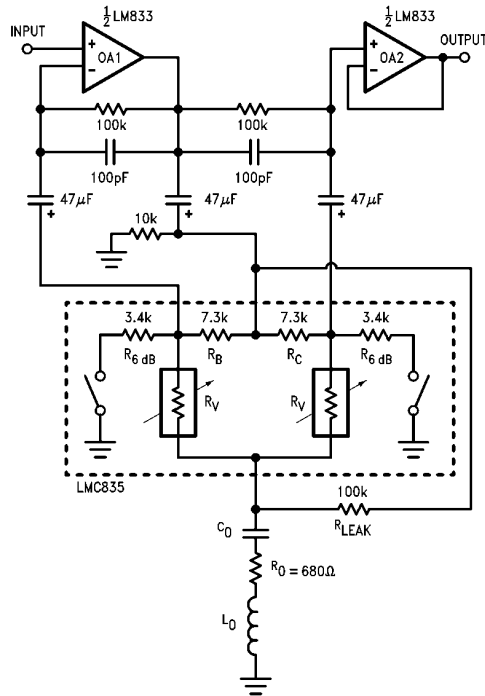 ½ LM833
INPUT
+
−
OA1
½ LM833
OUTPUT
+
−
OA2
100k
100k
100pF
100pF
47μF
+
47μF
+
47μF
+
10k
3.4k
7.3k
7.3k
3.4k
R6 dB
RB
RC
R6 dB
RV
RV
LMC835
100k
RLEAK
C0
R0 = 680Ω
L0